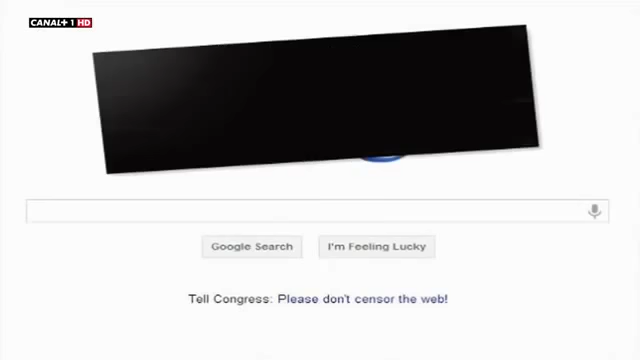 CANAL+ 1 HD
Google Search
I'm Feeling Lucky
Tell Congress: Please don't censor the web!